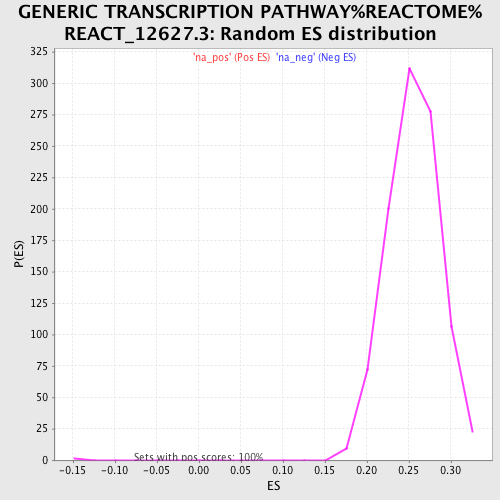 GENERIC TRANSCRIPTION PATHWAY%REACTOME%
REACT_12627.3: Random ES distribution
'na_pos' (Pos ES) 'na_neg' (Neg ES)
325
300
275
250
225
200
175
150
125
100
75
50
25
0
P(ES)
Sets with pos scores: 100%
-0.15 -0.10 -0.05 0.00 0.05 0.10 0.15 0.20 0.25 0.30
ES